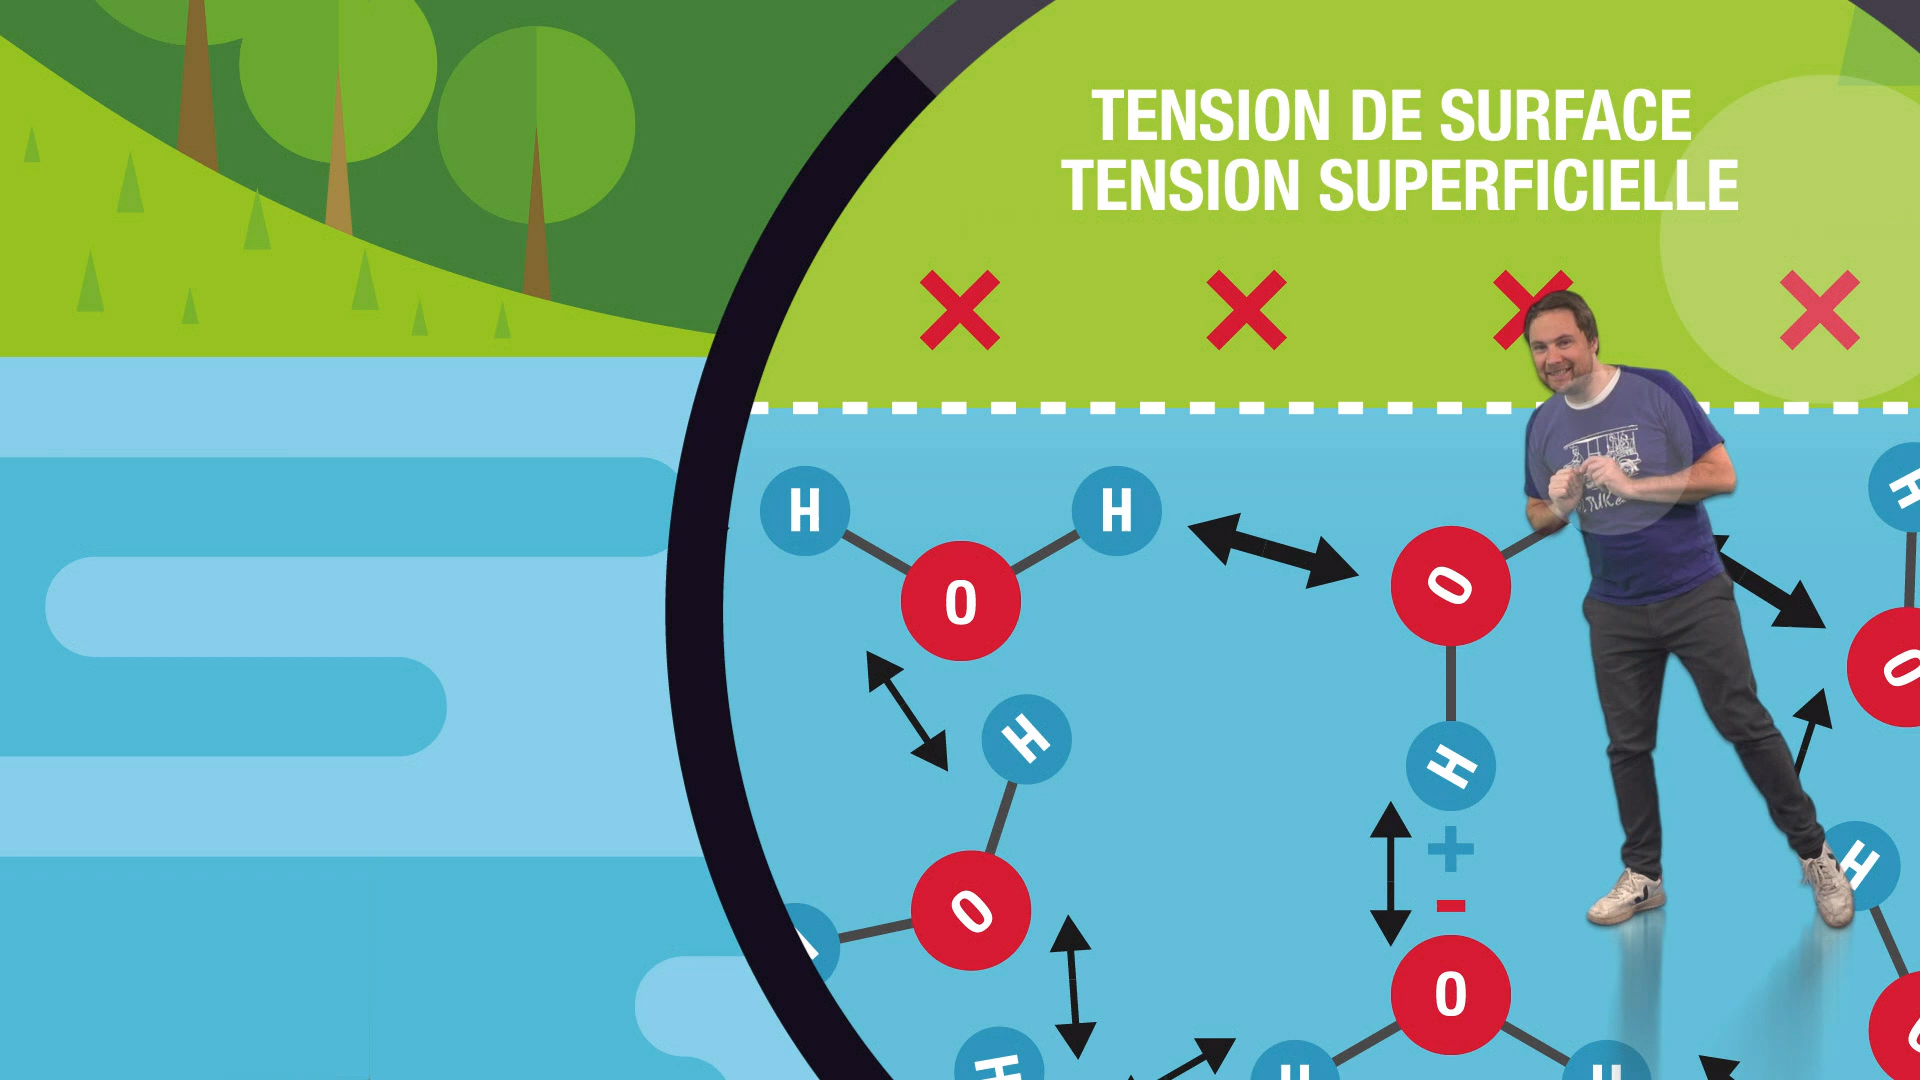 TENSION DE SURFACE
TENSION SUPERFICIELLE
H
H
H
O
O
H
O
H
H
O
O
H
H
H